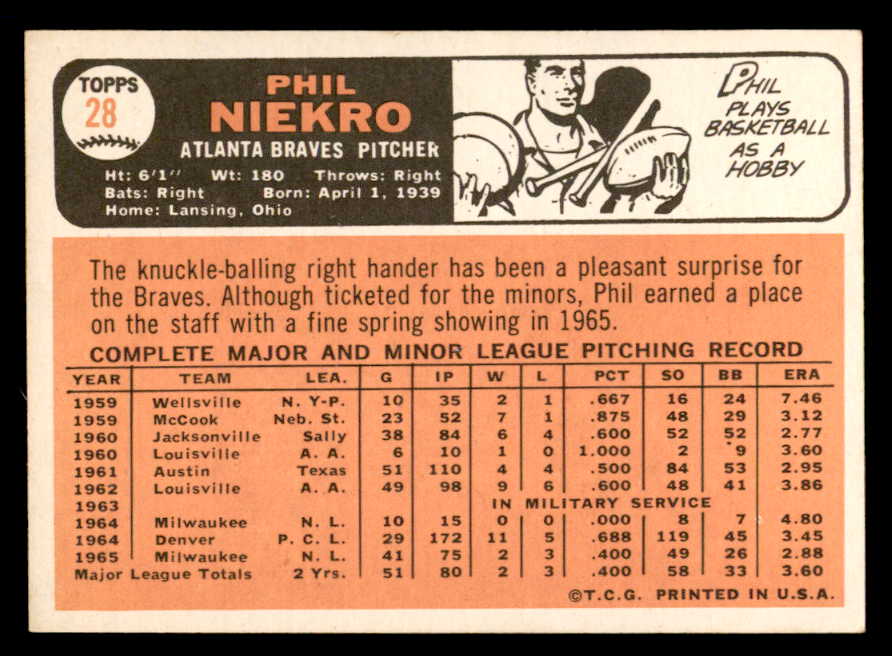 TOPPS
28
PHIL
NIEKRO
ATLANTA BRAVES PITCHER
Ht: 6'1" Wt: 180 Throws: Right
Bats: Right Born: April 1, 1939
Home: Lansing, Ohio
PHIL
PLAYS
BASKETBALL
AS A
HOBBY
The knuckle-balling right hander has been a pleasant surprise for
the Braves. Although ticketed for the minors, Phil earned a place
on the staff with a fine spring showing in 1965.
COMPLETE MAJOR AND MINOR LEAGUE PITCHING RECORD
YEAR TEAM LEA. G IP W L PCT SO BB ERA
1959 Wellsville N. Y-P. 10 35 2 1 .667 16 24 7.46
1959 McCook Neb. St. 23 52 7 1 .875 48 29 3.12
1960 Jacksonville Sally 38 84 6 4 .600 52 52 2.77
1960 Louisville A. A. 6 10 1 0 1.000 2 9 3.60
1961 Austin Texas 51 110 4 4 .500 84 53 2.95
1962 Louisville A. A. 49 98 9 6 .600 48 41 3.86
1963 IN MILITARY SERVICE
1964 Milwaukee N. L. 10 15 0 0 .000 8 7 4.80
1964 Denver P. C. L. 29 172 11 5 .688 119 45 3.45
1965 Milwaukee N. L. 41 75 2 3 .400 49 26 2.88
Major League Totals 2 Yrs. 51 80 2 3 .400 58 33 3.60
©T.C.G. PRINTED IN U.S.A.